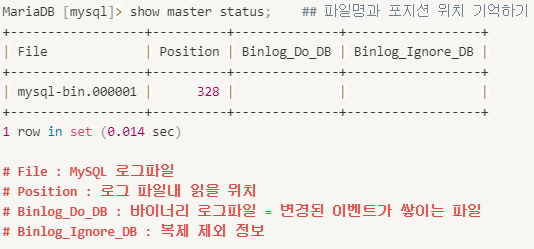 MariaDB [mysql]> show master status;    ## 파일명과 포지션 위치 기억하기
+------------------+----------+--------------+------------------+
| File             | Position | Binlog_Do_DB | Binlog_Ignore_DB |
+------------------+----------+--------------+------------------+
| mysql-bin.000001 |      328 |              |                  |
+------------------+----------+--------------+------------------+
1 row in set (0.014 sec)
# File : MySQL 로그파일
# Position : 로그 파일내 읽을 위치
# Binlog_Do_DB : 바이너리 로그파일 = 변경된 이벤트가 쌓이는 파일
# Binlog_Ignore_DB : 복제 제외 정보